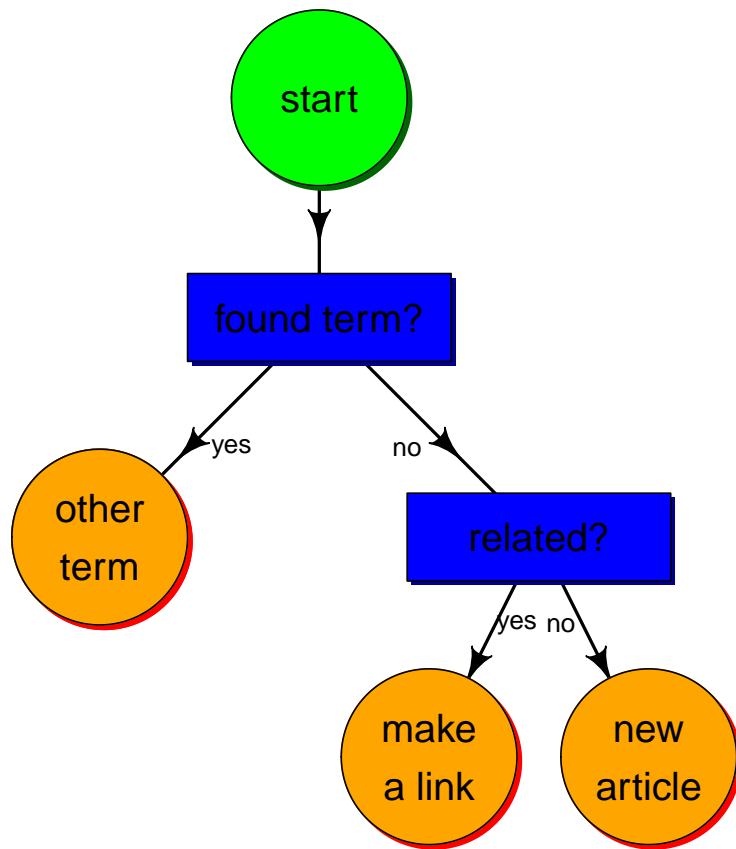 start
found term?
yes
no
other
term
related?
yes
no
make
a link
new
article